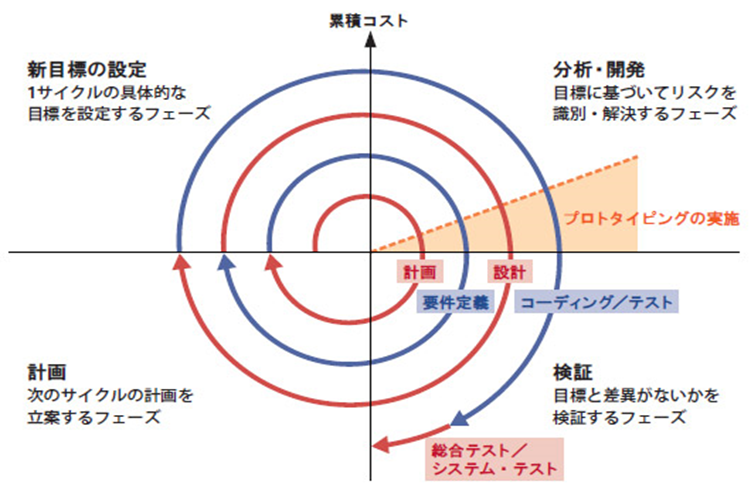 累積コスト
新目標の設定
1サイクルの具体的な
目標を設定するフェーズ
分析・開発
目標に基づいてリスクを
識別・解決するフェーズ
プロトタイピングの実施
計画
設計
要件定義
コーディング／テスト
計画
次のサイクルの計画を
立案するフェーズ
検証
目標と差異がないかを
検証するフェーズ
総合テスト／
システム・テスト